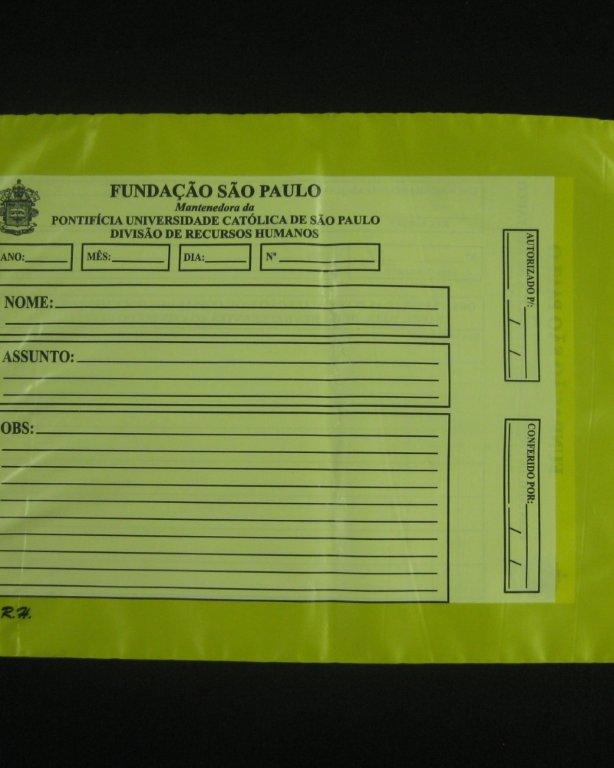 FUNDAÇÃO SÃO PAULO
Mantenedora da
PONTIFÍCIA UNIVERSIDADE CATÓLICA DE SÃO PAULO
DIVISÃO DE RECURSOS HUMANOS
ANO: MÊS: DIA: Nº
NOME:
ASSUNTO:
OBS:
AUTORIZADO P/: / /
CONFERIDO POR: / /
R.H.